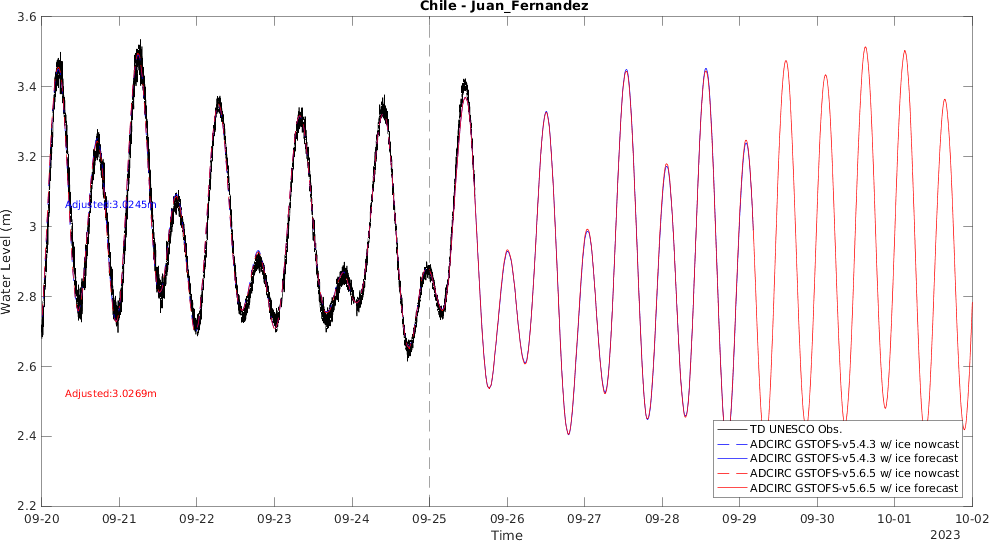 Chile - Juan_Fernandez
3.6
3.4
3.2
3
2.8
2.6
2.4
2.2
Water Level (m)
Adjusted:3.0245m
Adjusted:3.0269m
TD UNESCO Obs.
ADCIRC GSTOFS-v5.4.3 w/ ice nowcast
ADCIRC GSTOFS-v5.4.3 w/ ice forecast
ADCIRC GSTOFS-v5.6.5 w/ ice nowcast
ADCIRC GSTOFS-v5.6.5 w/ ice forecast
09-20 09-21 09-22 09-23 09-24 09-25 09-26 09-27 09-28 09-29 09-30 10-01 10-02
Time 2023